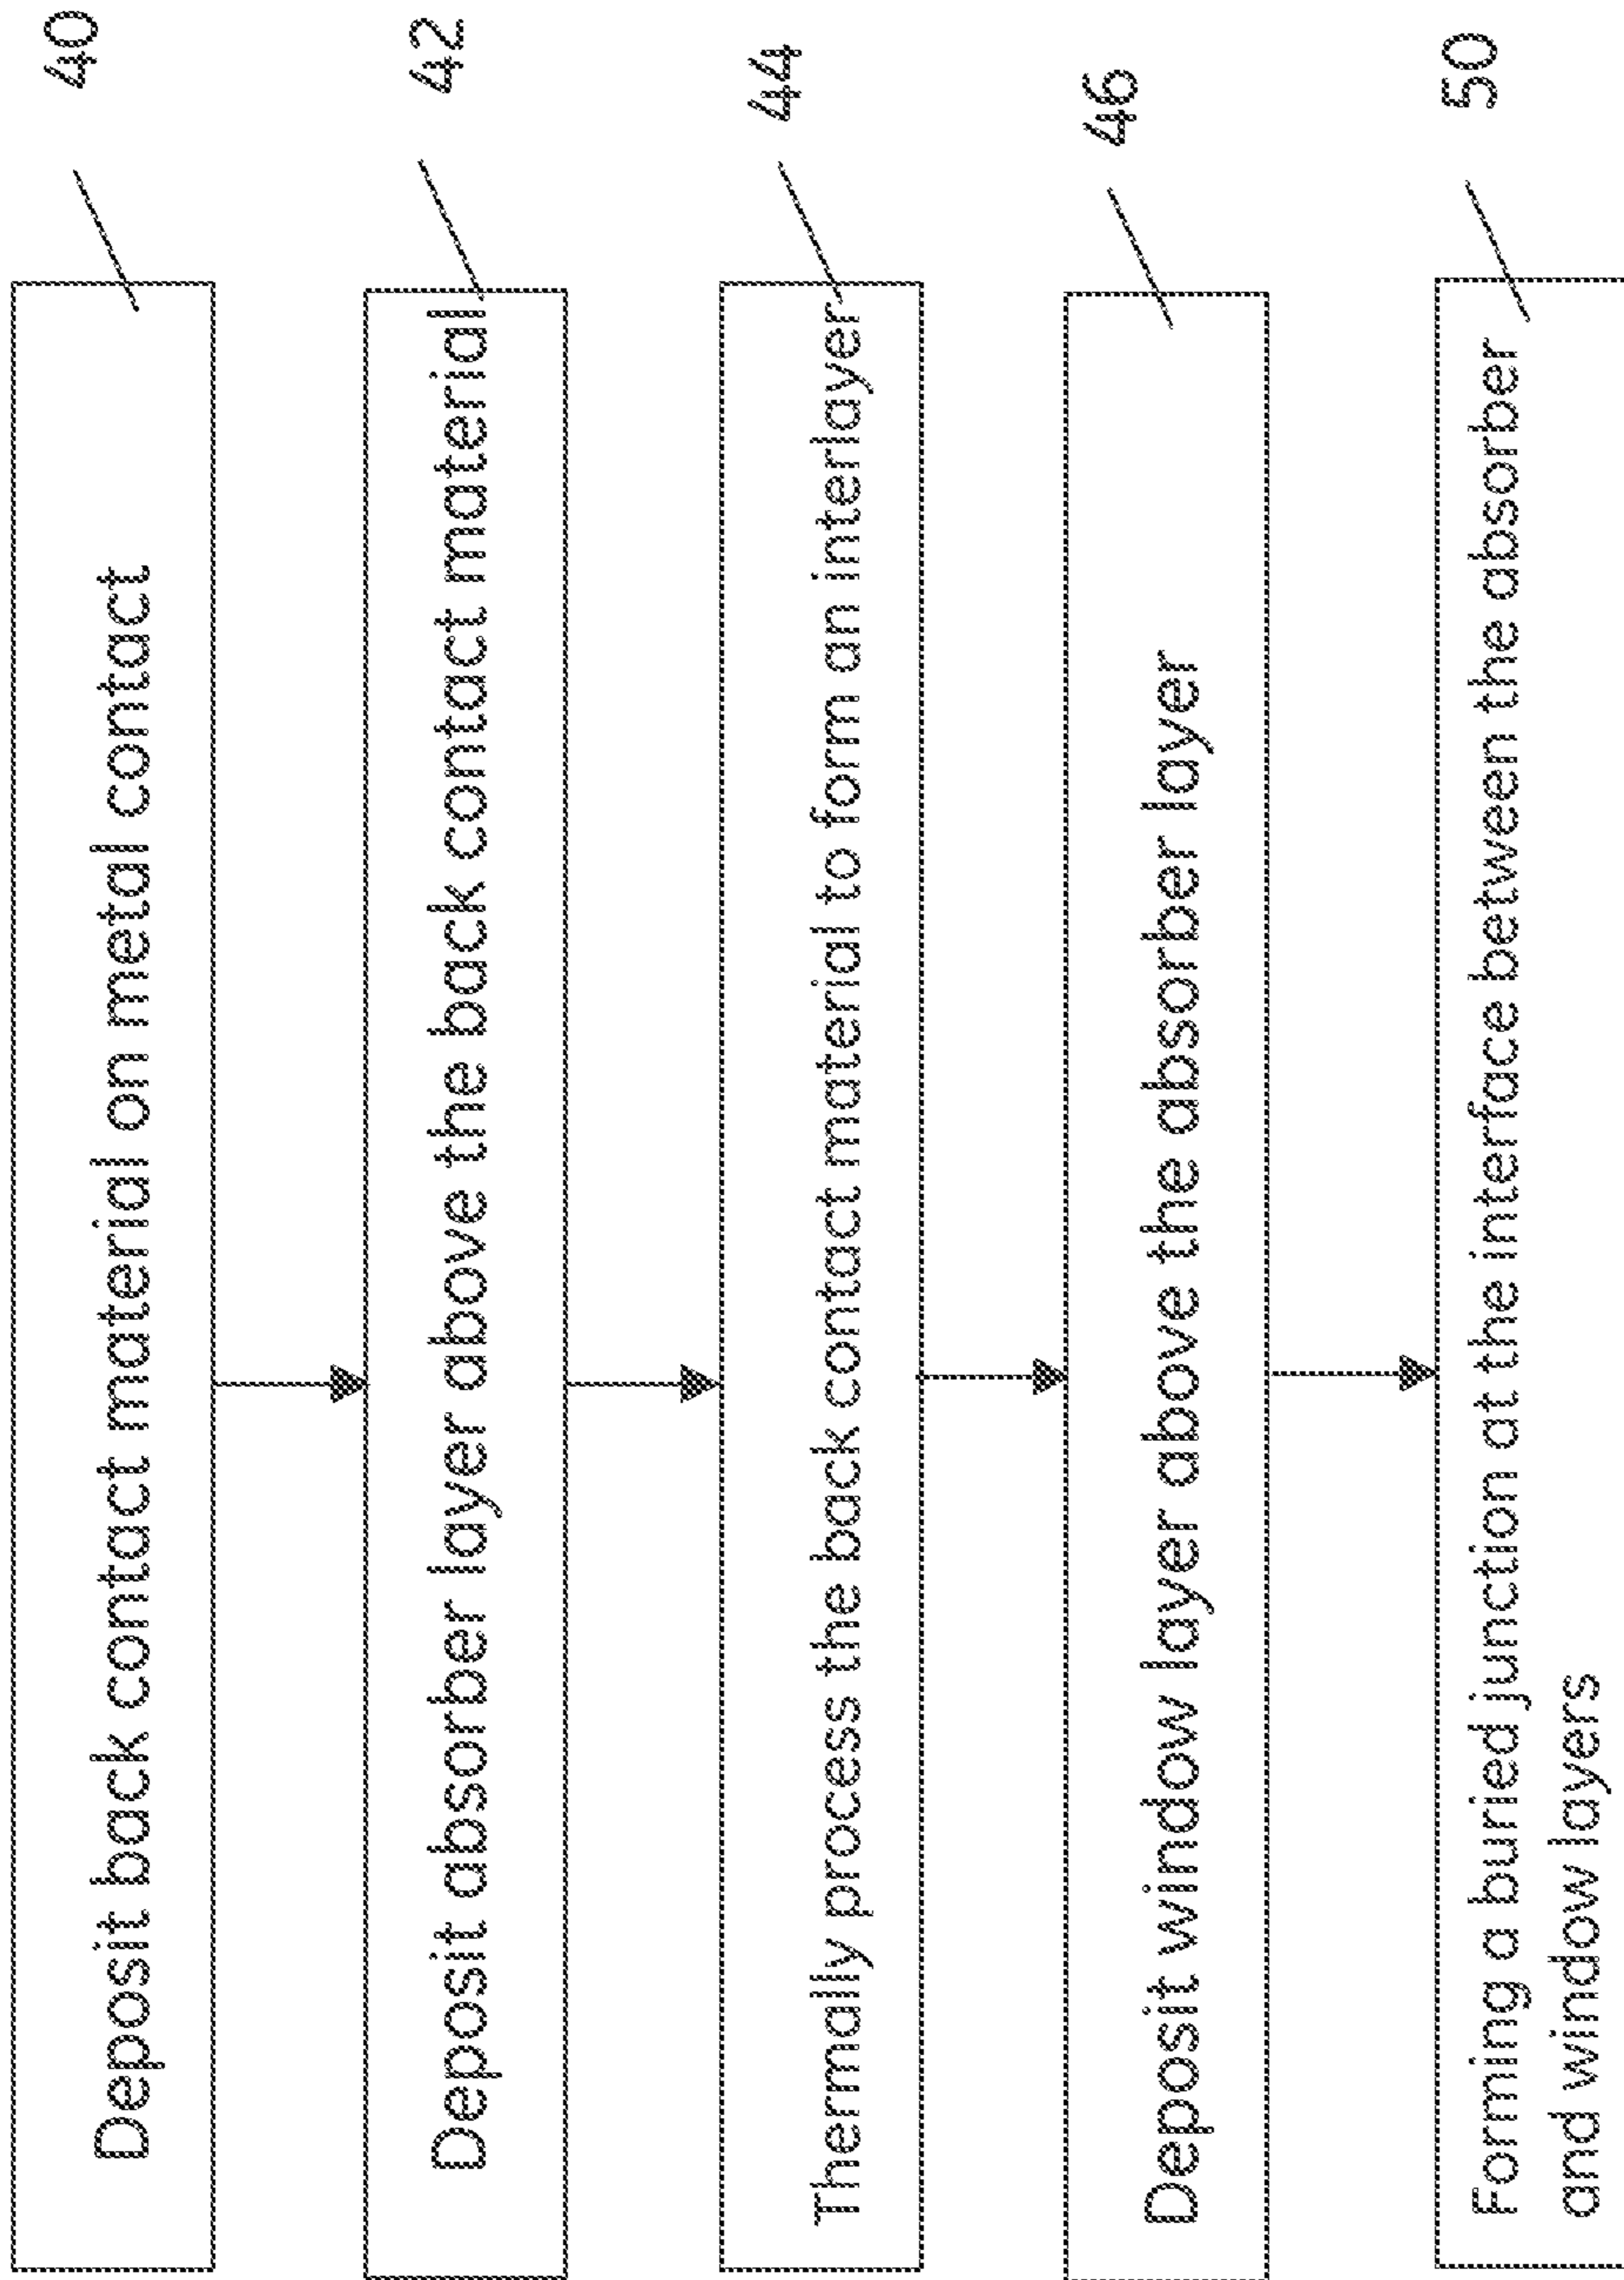 Deposit back contact material on metal contact
40
Deposit absorber layer above the back contact material
42
Thermally process the back contact material to form an interlayer
44
Deposit window layer above the absorber layer
46
Forming a buried junction at the interface between the absorber
and window layers
50